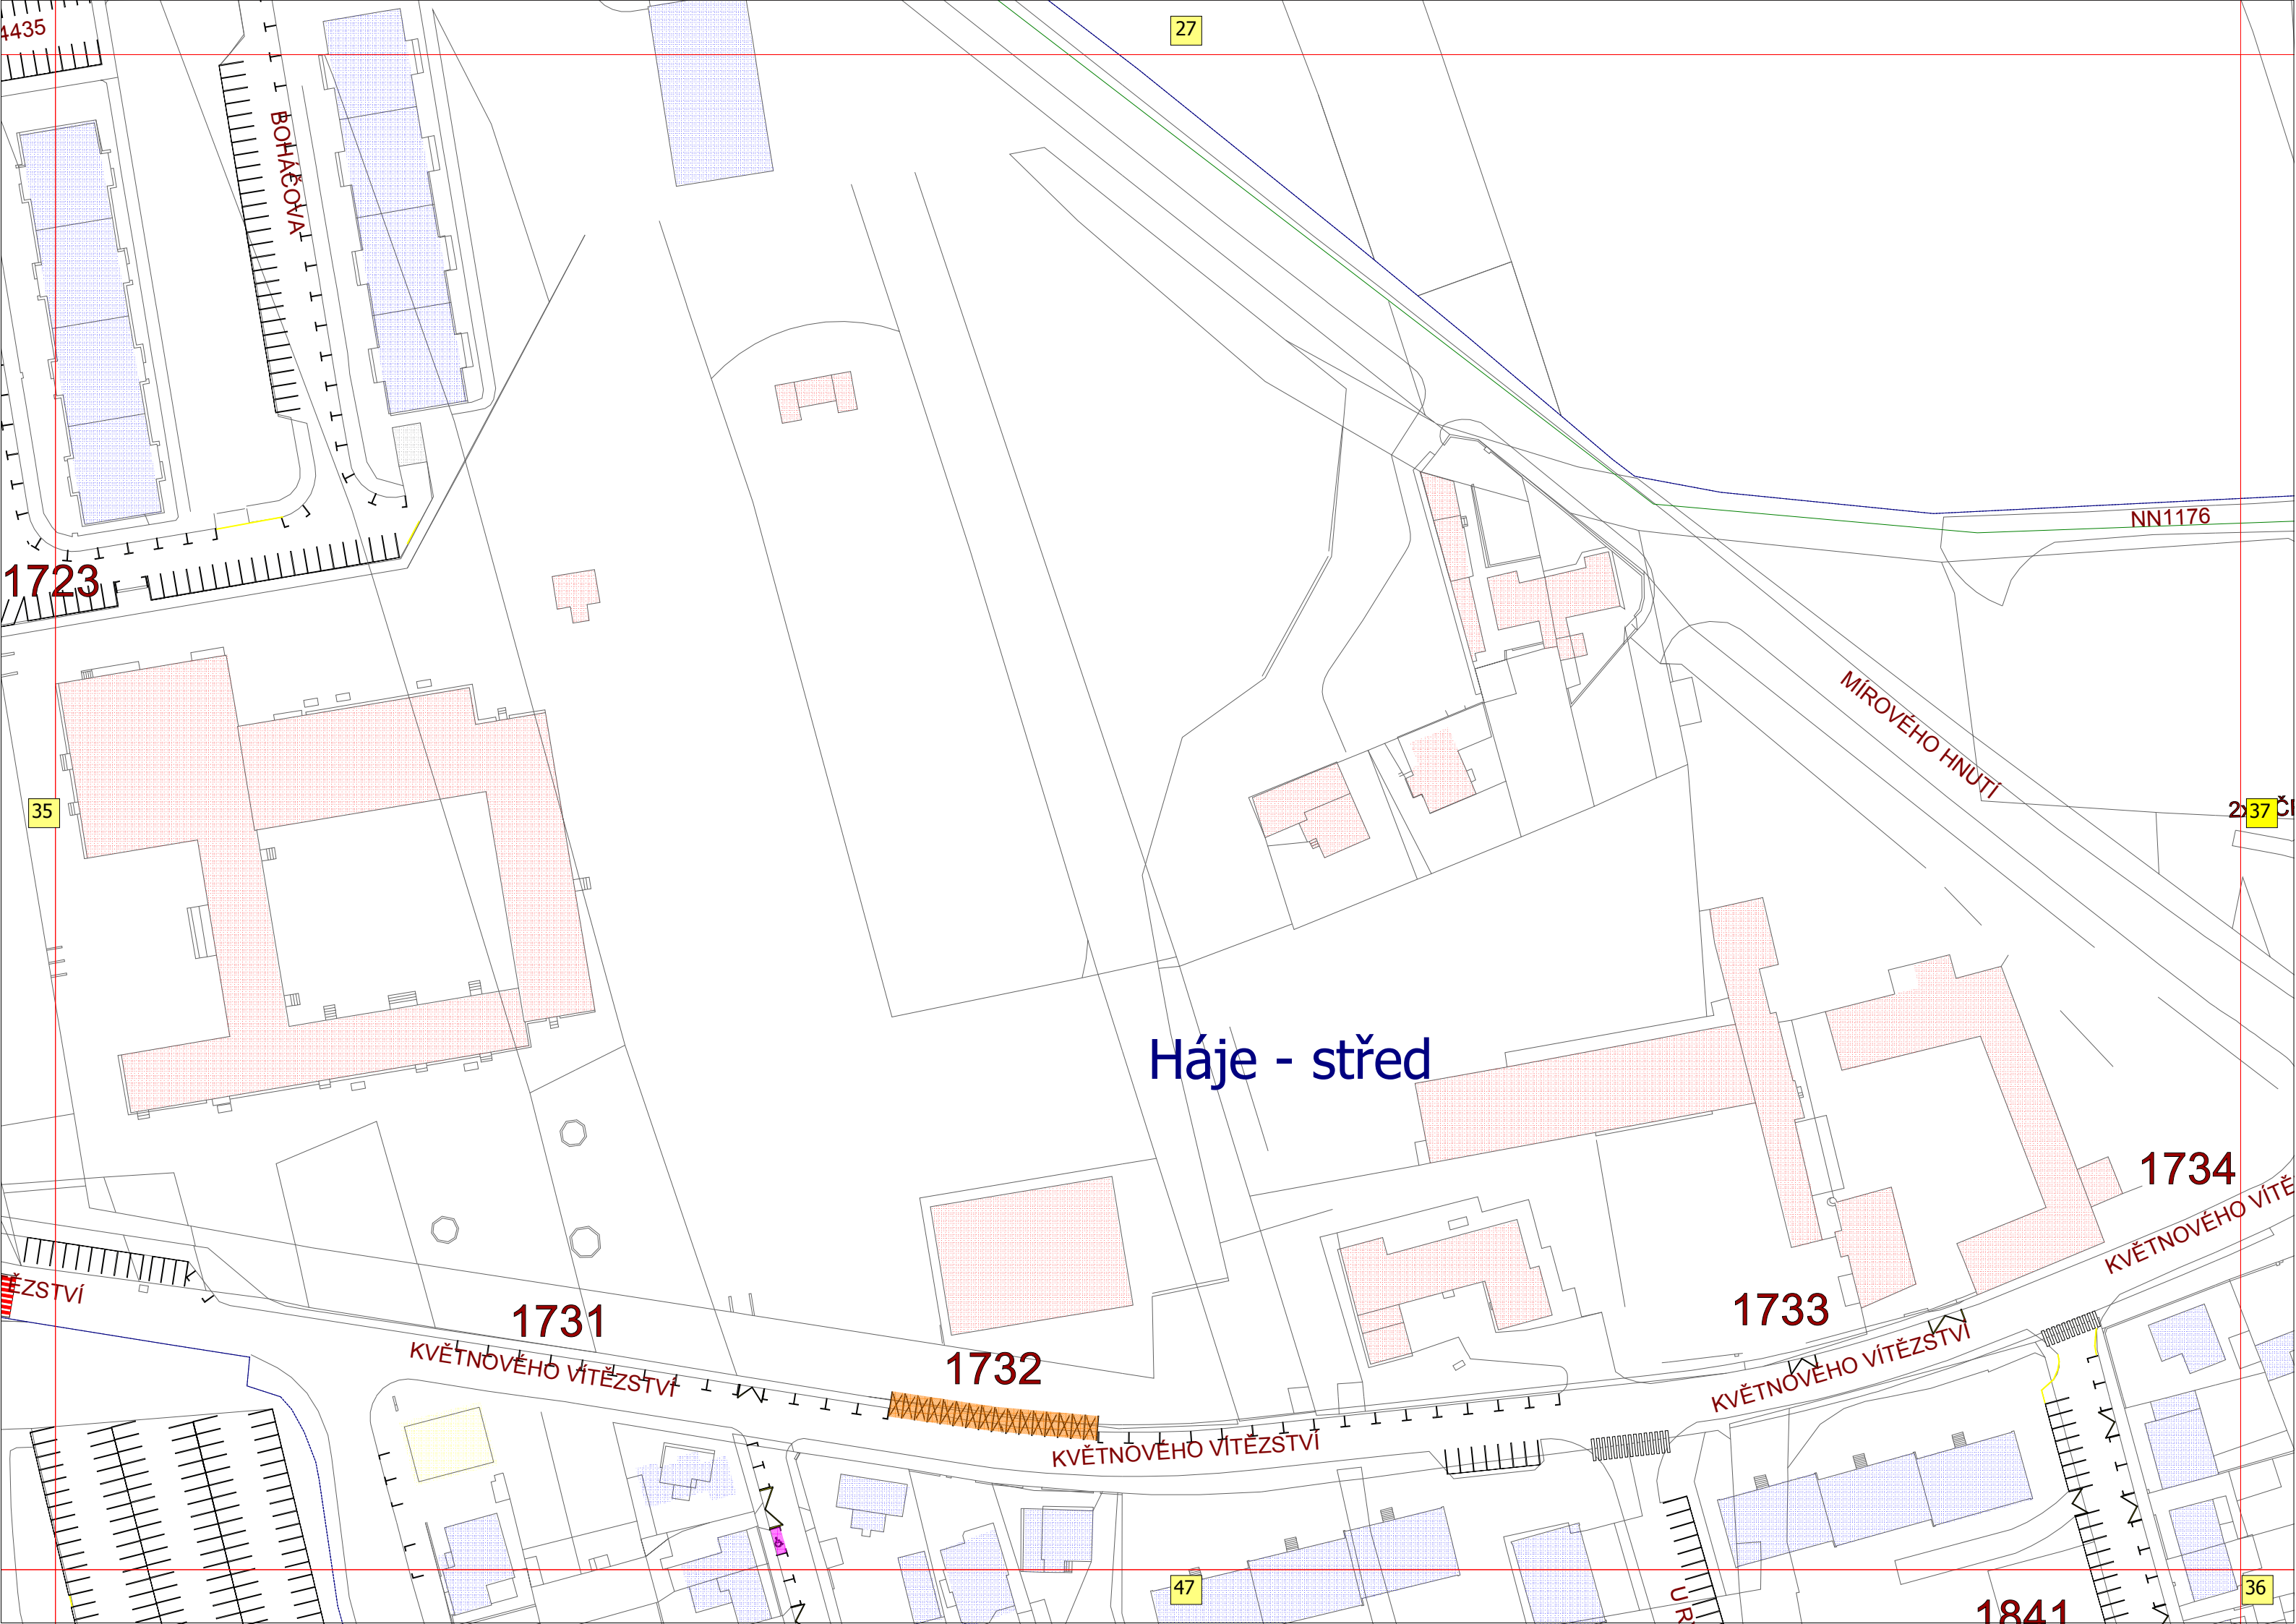 4435
27
BOHÁČOVA
NN1176
1723
MÍROVÉHO HNUTÍ
35
37
Háje - střed
1734
KVĚTNOVÉHO VÍTĚ
ĚZSTVÍ
1731
1733
KVĚTNOVÉHO VÍTĚZSTVÍ
1732
KVĚTNOVÉHO VÍTĚZSTVÍ
KVĚTNOVÉHO VÍTĚZSTVÍ
47
U R
36
1841